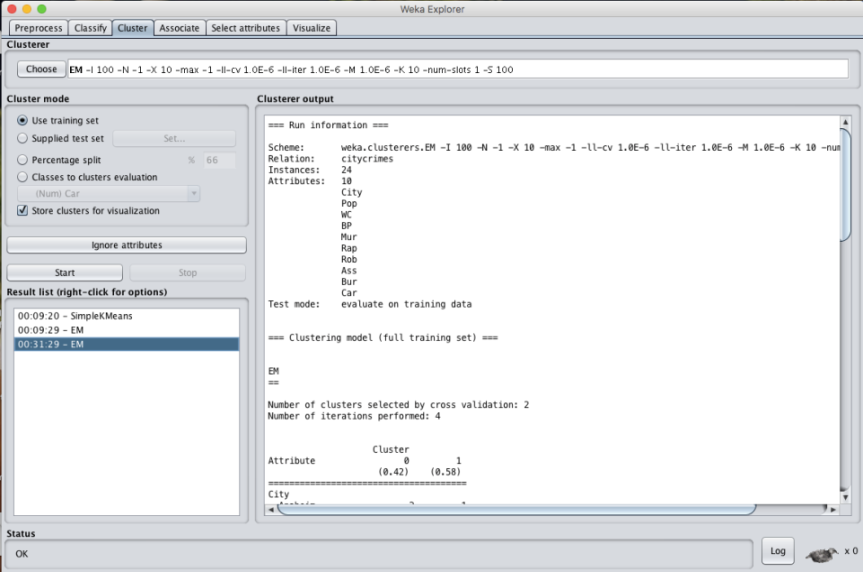 Weka Explorer
Preprocess Classify Cluster Associate Select attributes Visualize
Clusterer
Choose EM -I 100 -N -1 -X 10 -max -1 -ll-cv 1.0E-6 -ll-iter 1.0E-6 -M 1.0E-6 -K 10 -num-slots 1 -S 100
Cluster mode
Use training set
Supplied test set Set...
Percentage split % 66
Classes to clusters evaluation
(Num) Car
Store clusters for visualization
Ignore attributes
Start Stop
Result list (right-click for options)
00:09:20 - SimpleKMeans
00:09:29 - EM
00:31:29 - EM
Clusterer output
=== Run information ===
Scheme: weka.clusterers.EM -I 100 -N -1 -X 10 -max -1 -ll-cv 1.0E-6 -ll-iter 1.0E-6 -M 1.0E-6 -K 10 -num
Relation: citycrimes
Instances: 24
Attributes: 10
City
Pop
WC
BP
Mur
Rap
Rob
Ass
Bur
Car
Test mode: evaluate on training data
=== Clustering model (full training set) ===
EM
==
Number of clusters selected by cross validation: 2
Number of iterations performed: 4
Cluster
Attribute 0 1
(0.42) (0.58)
=====================================
City
Status
OK
Log x 0